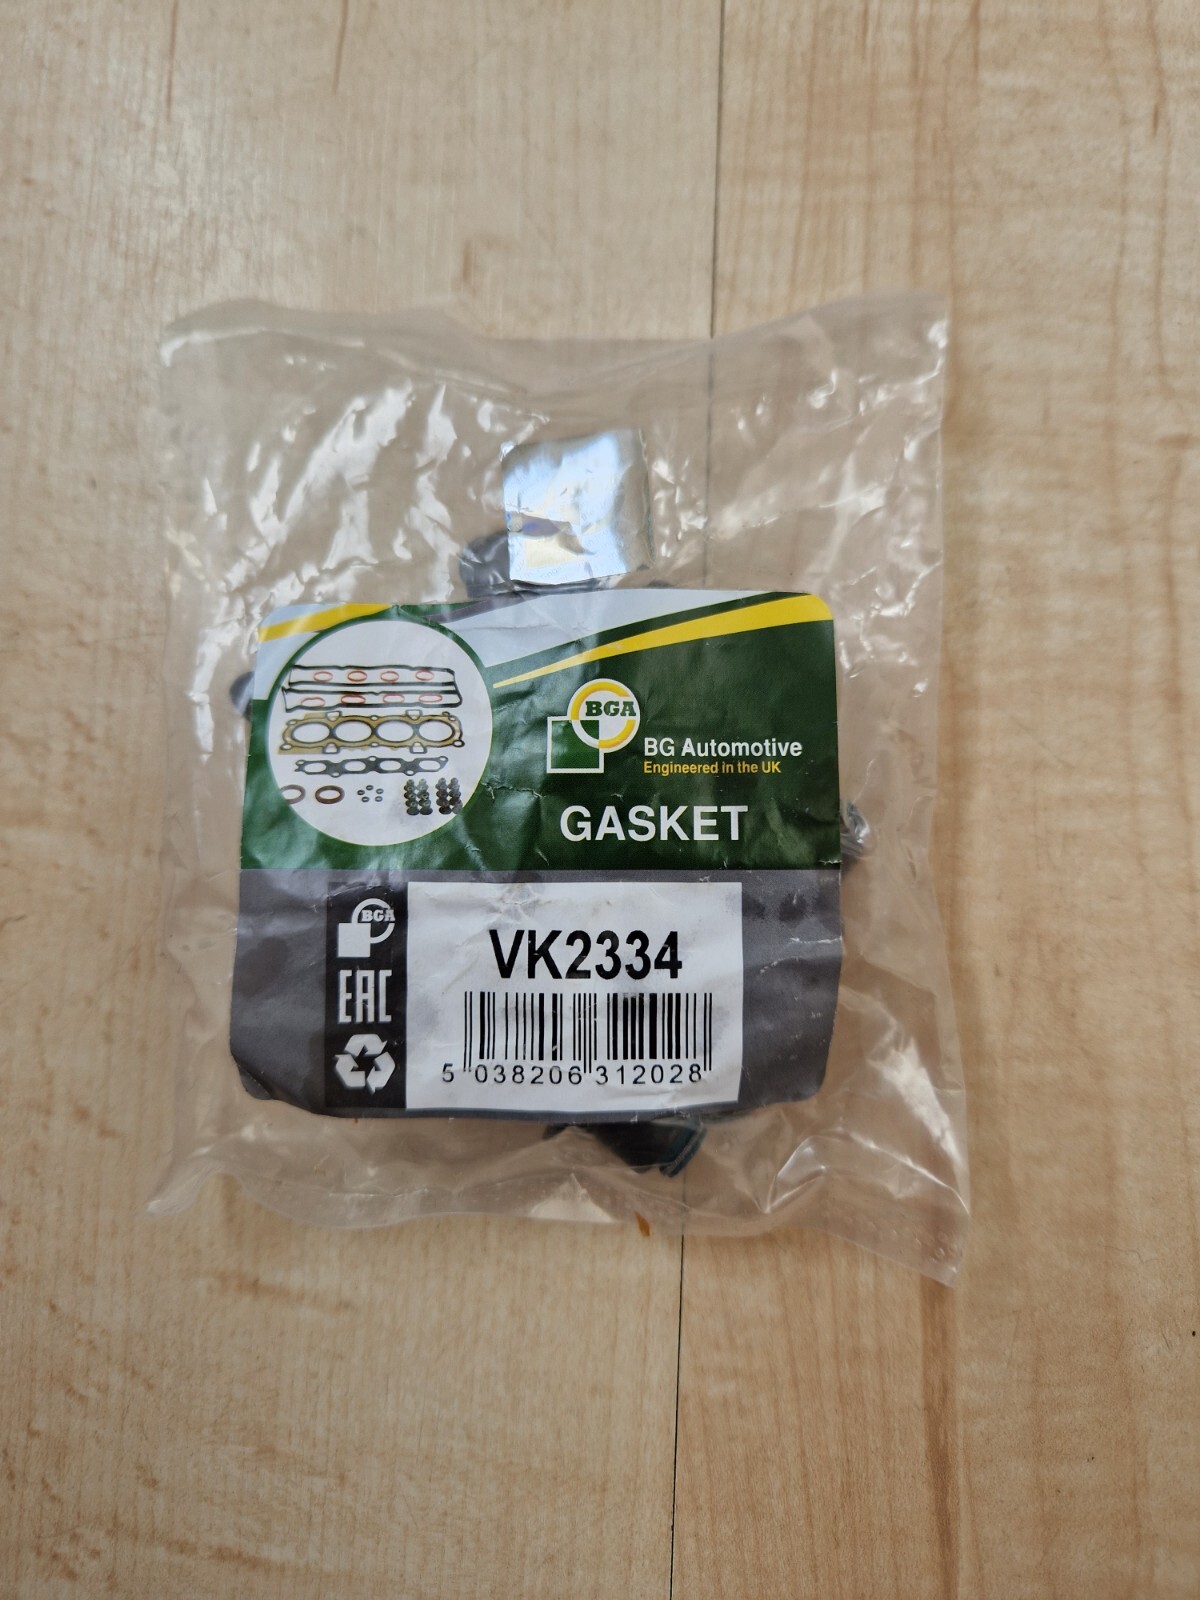 BGA
BG Automotive
Engineered in the UK
GASKET
BGA
EAC
VK2334
5 038206 312028